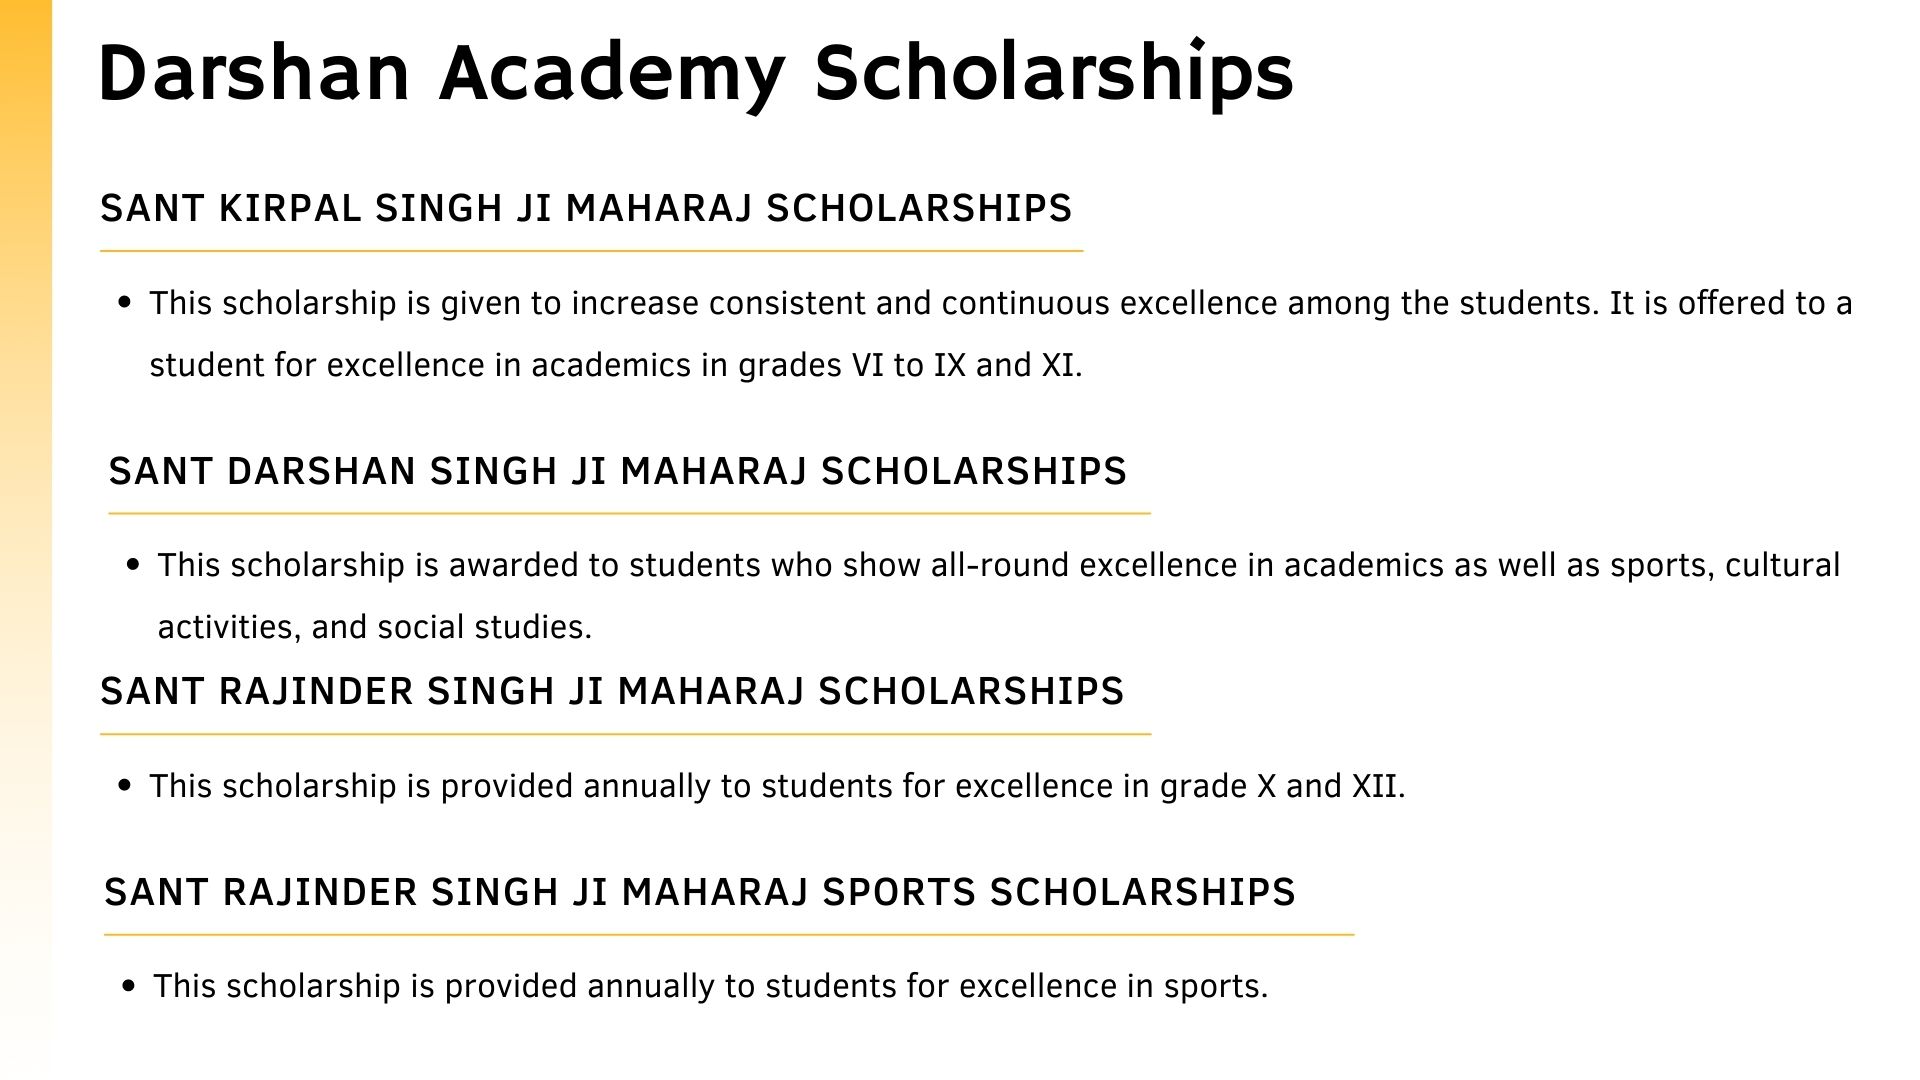 Darshan Academy Scholarships
SANT KIRPAL SINGH JI MAHARAJ SCHOLARSHIPS
• This scholarship is given to increase consistent and continuous excellence among the students. It is offered to a
student for excellence in academics in grades VI to IX and XI.
SANT DARSHAN SINGH JI MAHARAJ SCHOLARSHIPS
• This scholarship is awarded to students who show all-round excellence in academics as well as sports, cultural
activities, and social studies.
SANT RAJINDER SINGH JI MAHARAJ SCHOLARSHIPS
• This scholarship is provided annually to students for excellence in grade X and XII.
SANT RAJINDER SINGH JI MAHARAJ SPORTS SCHOLARSHIPS
• This scholarship is provided annually to students for excellence in sports.